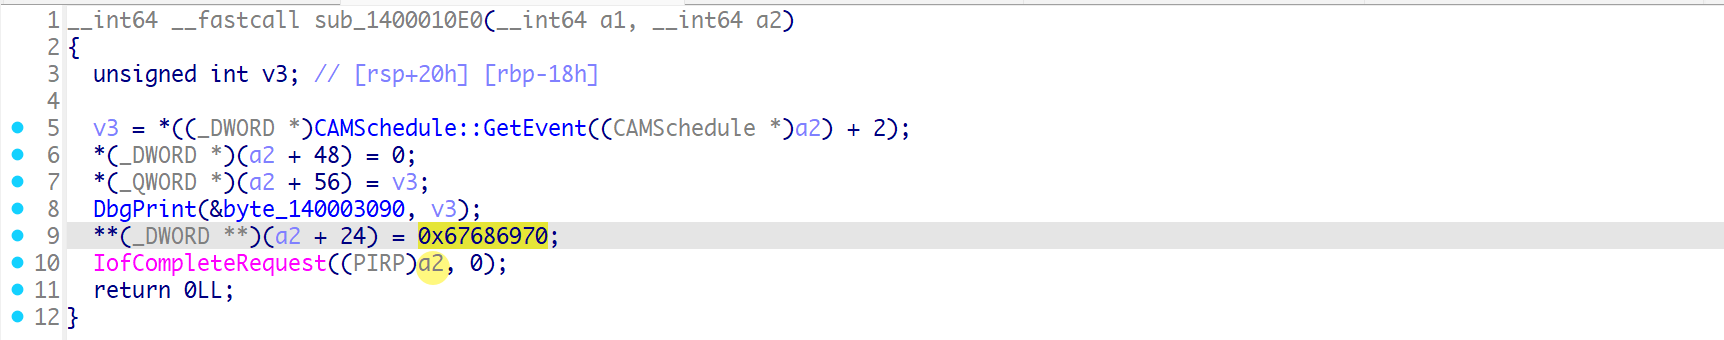 1 __int64 __fastcall sub_1400010E0(__int64 a1, __int64 a2)
2 {
3 unsigned int v3; // [rsp+20h] [rbp-18h]
4
5 v3 = *((_DWORD *)CAMSchedule::GetEvent((CAMSchedule *)a2) + 2);
6 *(_DWORD *)(a2 + 48) = 0;
7 *(_QWORD *)(a2 + 56) = v3;
8 DbgPrint(&byte_140003090, v3);
9 **(_DWORD **)(a2 + 24) = 0x67686970;
10 IofCompleteRequest((PIRP)a2, 0);
11 return 0LL;
12 }